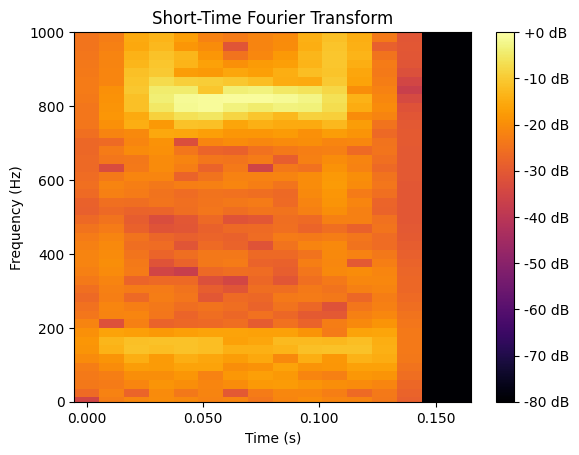 Short-Time Fourier Transform
1000
800
600
400
200
0
Frequency (Hz)
0.000
0.050
0.100
0.150
Time (s)
+0 dB
-10 dB
-20 dB
-30 dB
-40 dB
-50 dB
-60 dB
-70 dB
-80 dB